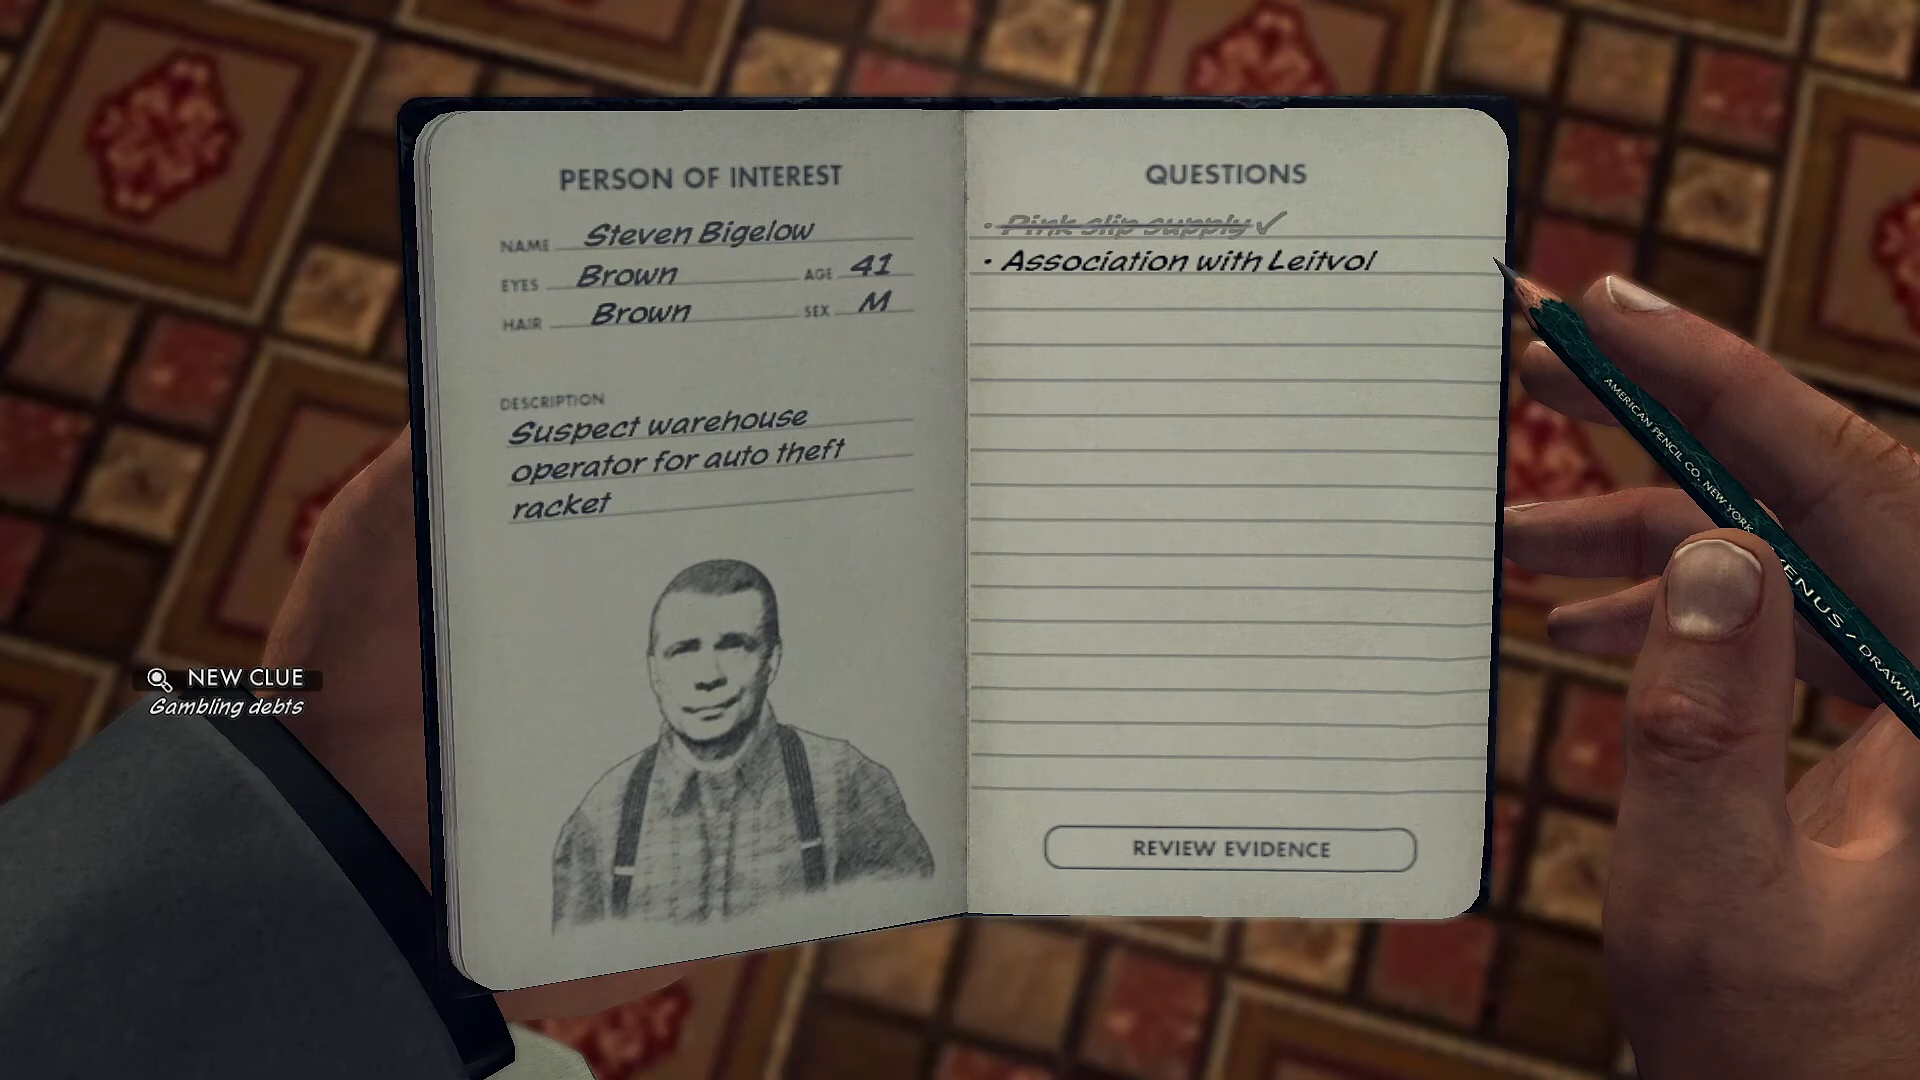 PERSON OF INTEREST
NAME Steven Bigelow
EYES Brown AGE 41
HAIR Brown SEX M
DESCRIPTION
Suspect warehouse
operator for auto theft
racket
QUESTIONS
· Pink slip supply ✓
· Association with Leitvol
REVIEW EVIDENCE
NEW CLUE
Gambling debts
AMERICAN PENCIL CO. NEW YORK
VENUS / DRAWING